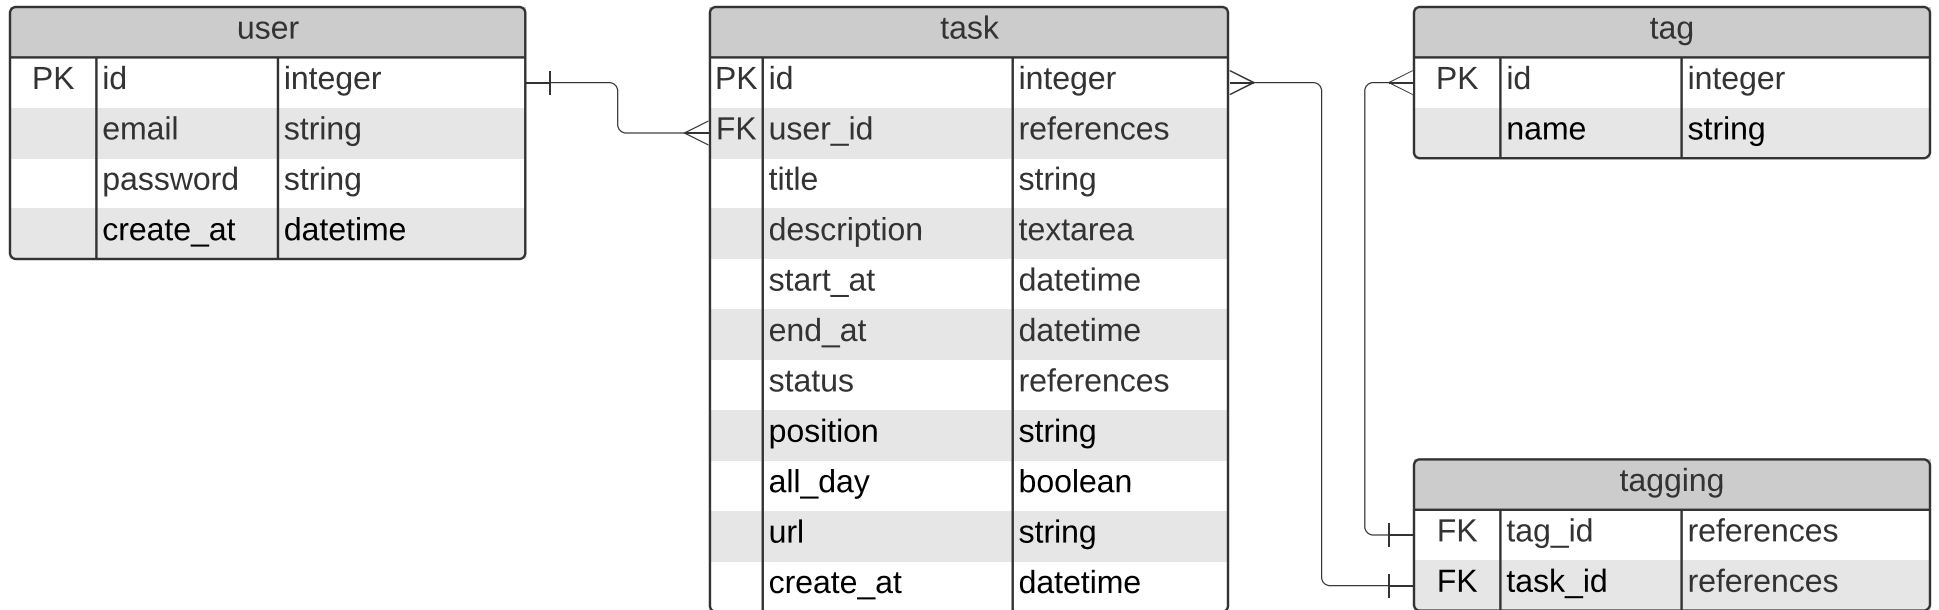 user
PK id integer
email string
password string
create_at datetime
task
PK id integer
FK user_id references
title string
description textarea
start_at datetime
end_at datetime
status references
position string
all_day boolean
url string
create_at datetime
tag
PK id integer
name string
tagging
FK tag_id references
FK task_id references